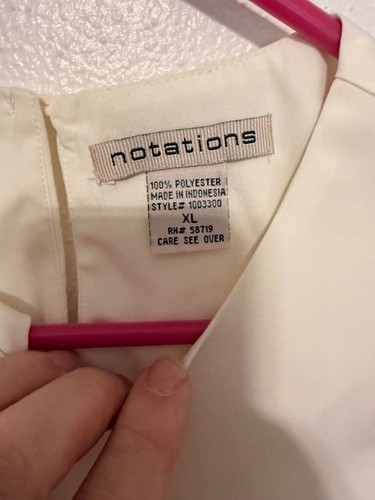 notations
100% POLYESTER
MADE IN INDONESIA
STYLE# 1003300
XL
RN# 58719
CARE SEE OVER